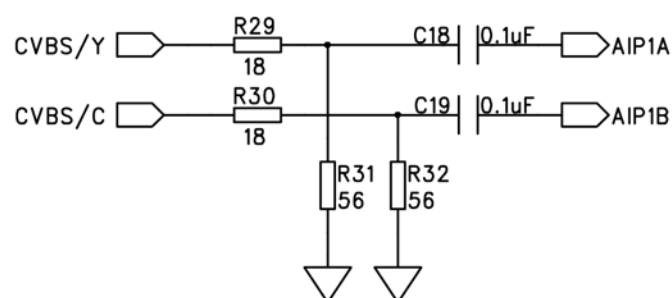 CVBS/Y R29 18 C18 0.1uF AIP1A
CVBS/C R30 18 C19 0.1uF AIP1B
R31 56 R32 56